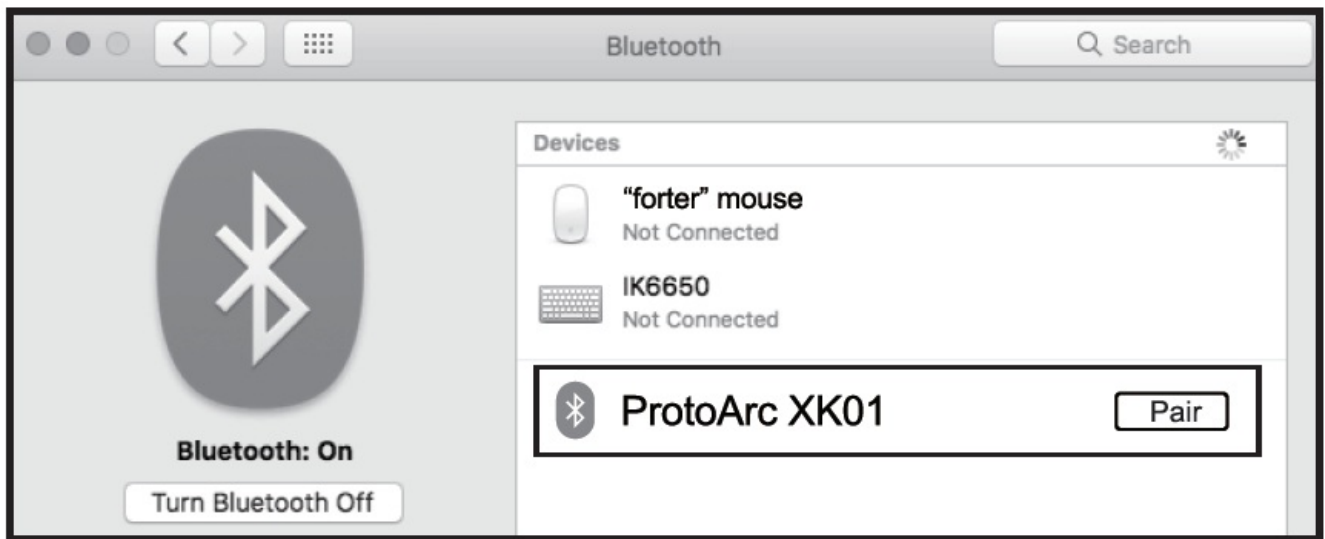 Bluetooth
Search
Devices
“forter” mouse
Not Connected
IK6650
Not Connected
ProtoArc XK01
Pair
Bluetooth: On
Turn Bluetooth Off